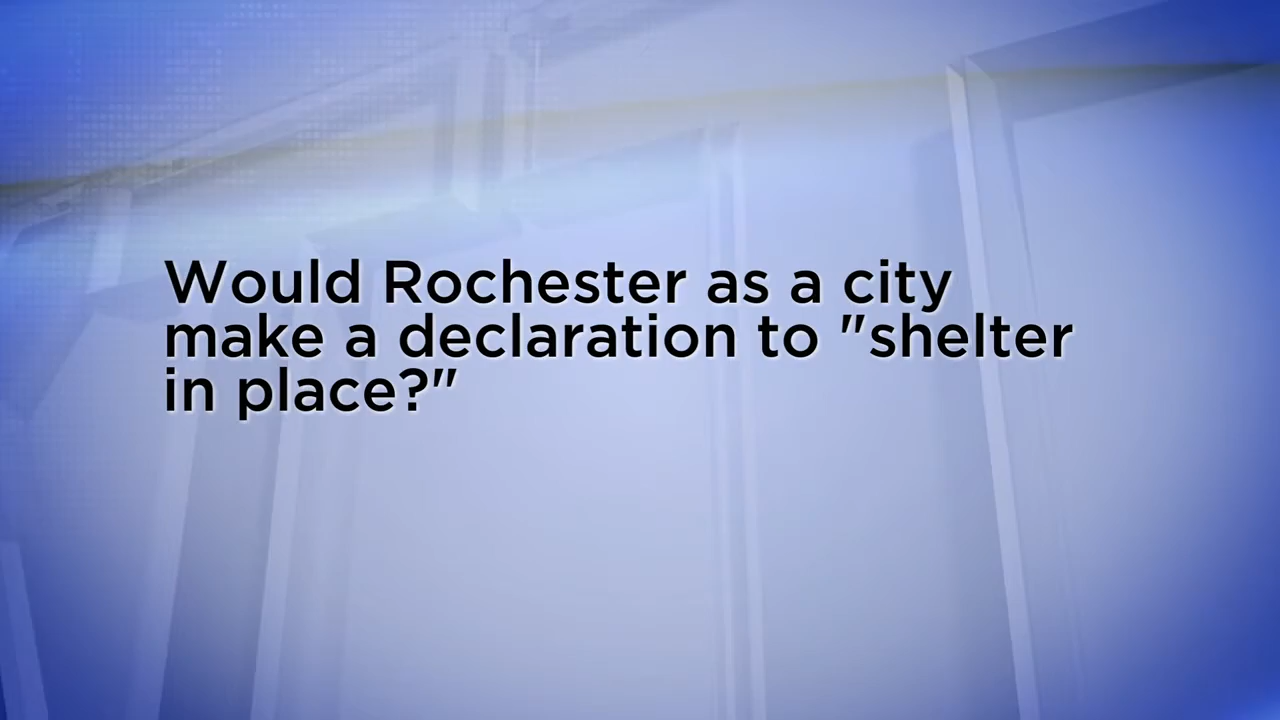 Would Rochester as a city
make a declaration to "shelter
in place?"